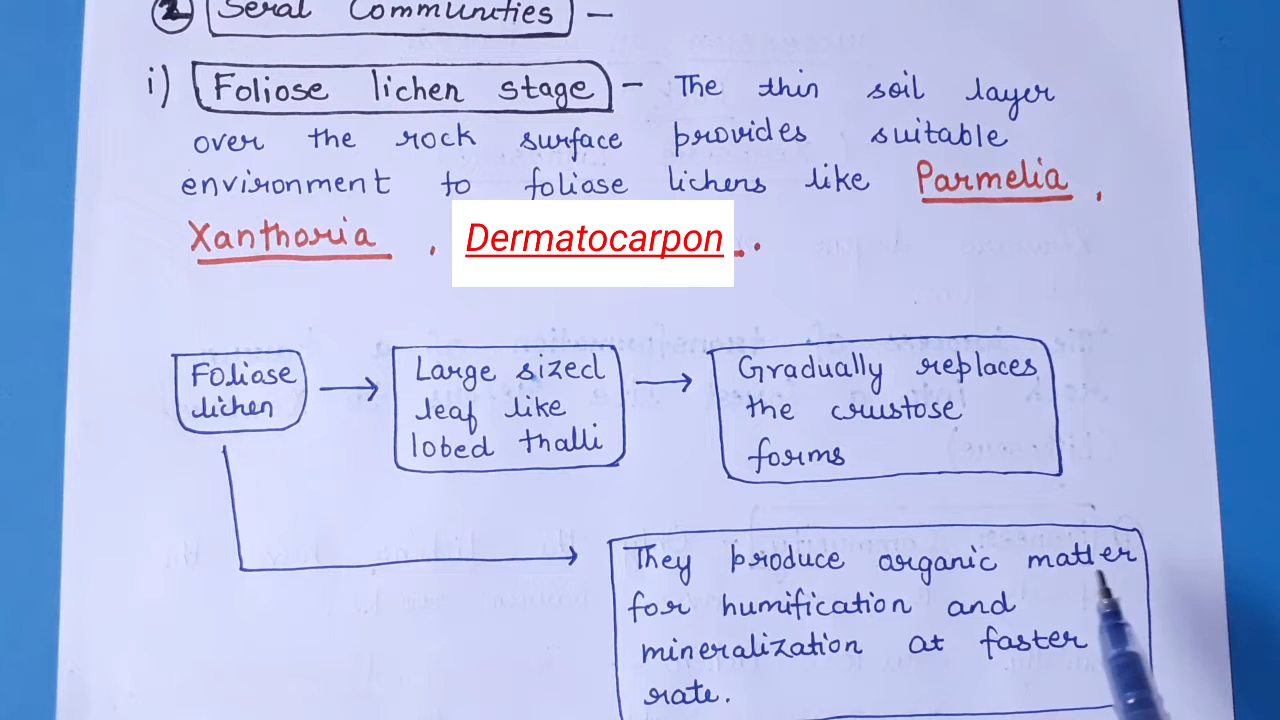 2 Seral Communities –
i) Foliose lichen stage – The thin soil layer
over the rock surface provides suitable
environment to foliose lichens like Parmelia ,
Xanthoria , Dermatocarpon .
Foliose
lichen
Large sized
leaf like
lobed thalli
Gradually replaces
the crustose
forms
They produce organic matter
for humification and
mineralization at faster
rate.